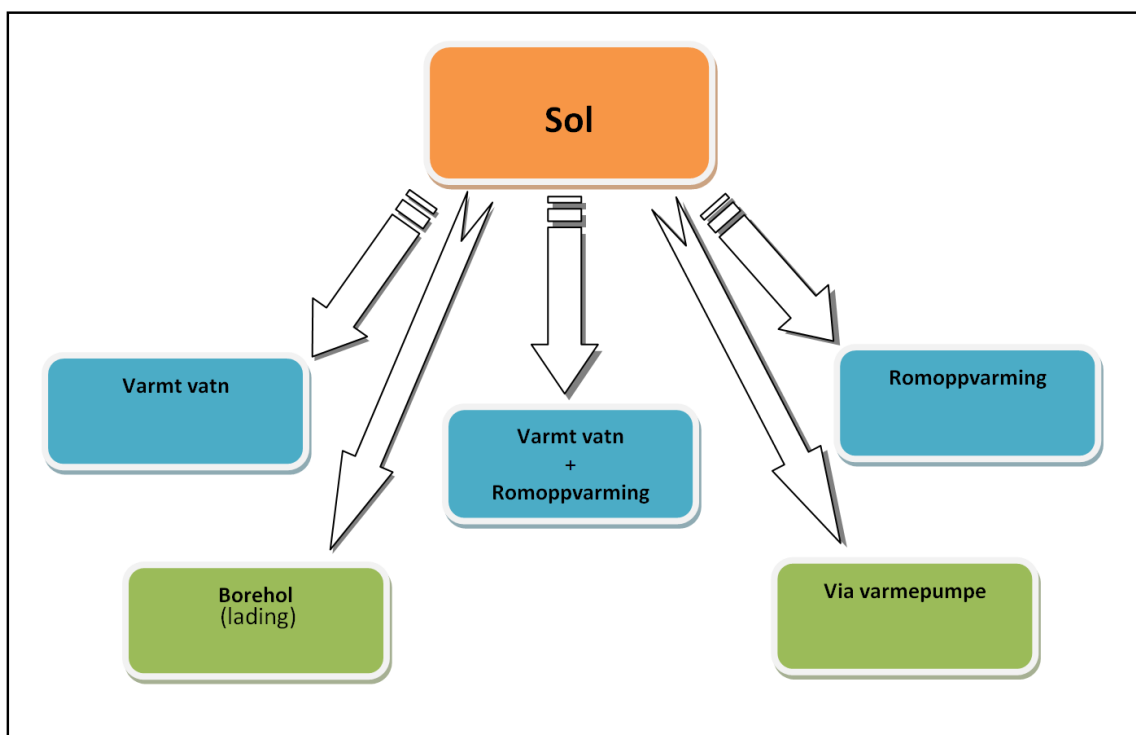 Sol
Varmt vatn
Romoppvarming
Varmt vatn
+
Romoppvarming
Borehol
(lading)
Via varmepumpe